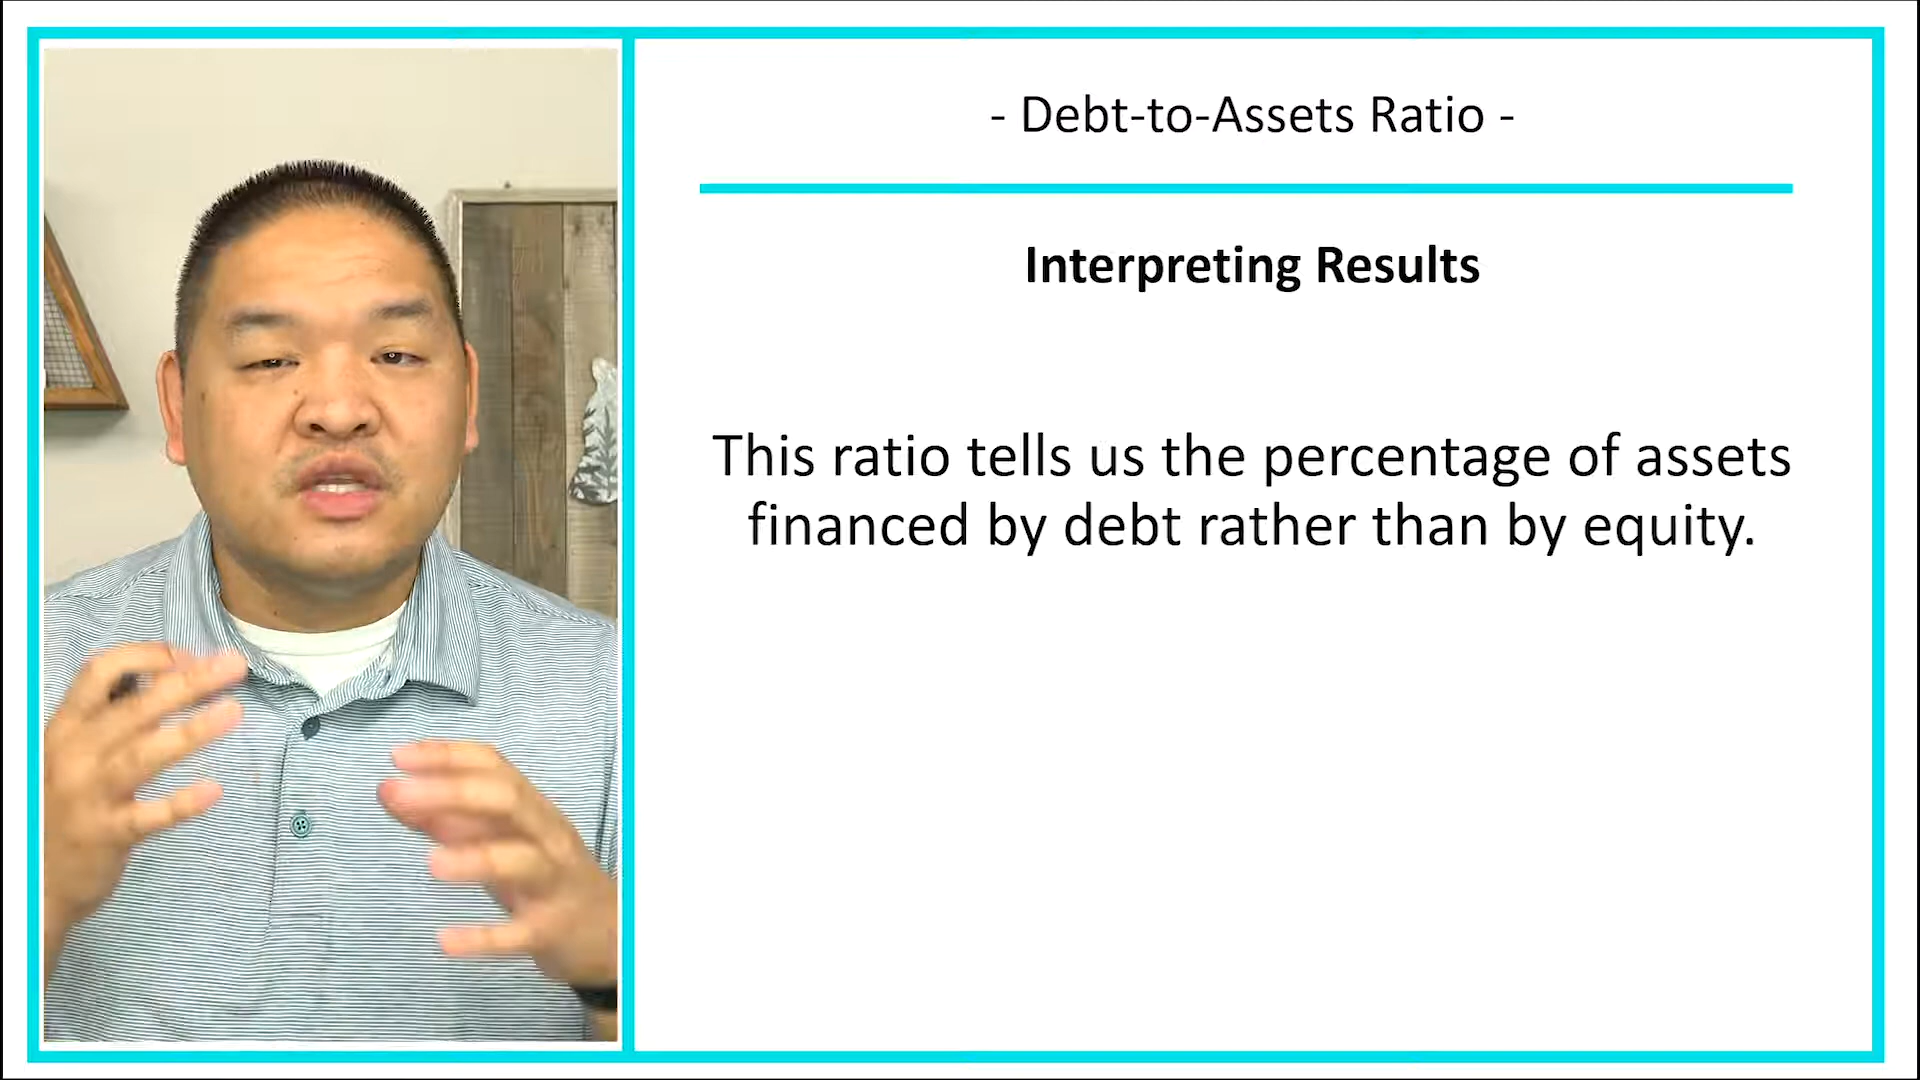 - Debt-to-Assets Ratio -
Interpreting Results
This ratio tells us the percentage of assets
financed by debt rather than by equity.